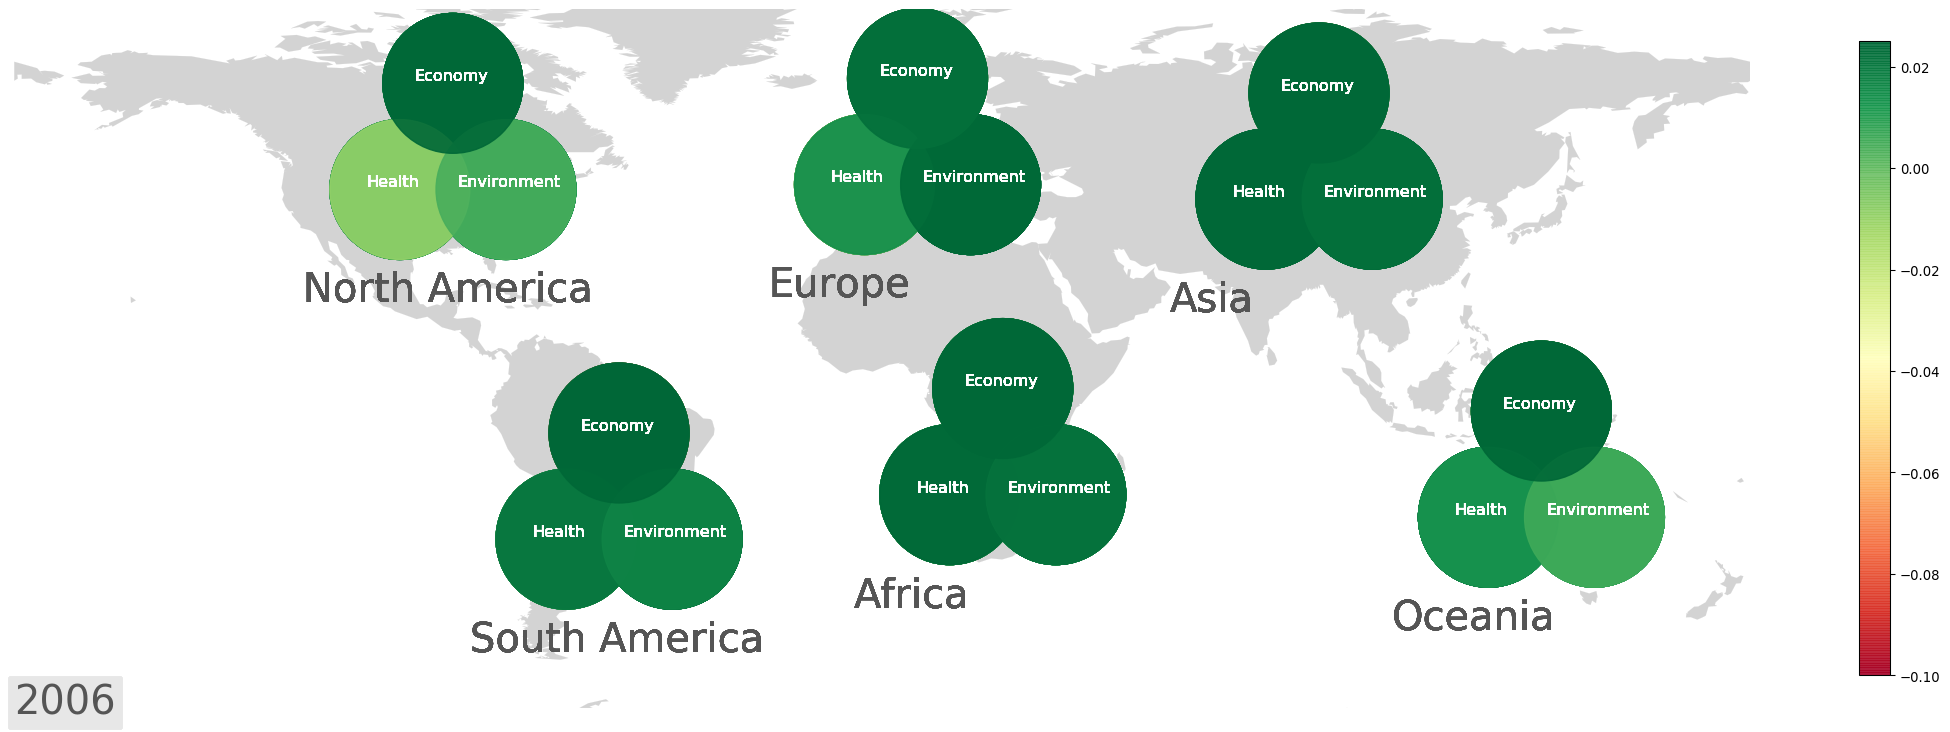 Economy
Health
Environment
North America
Economy
Health
Environment
Europe
Economy
Health
Environment
Asia
Economy
Health
Environment
South America
Economy
Health
Environment
Africa
Economy
Health
Environment
Oceania
2006
0.02
0.00
−0.02
−0.04
−0.06
−0.08
−0.10